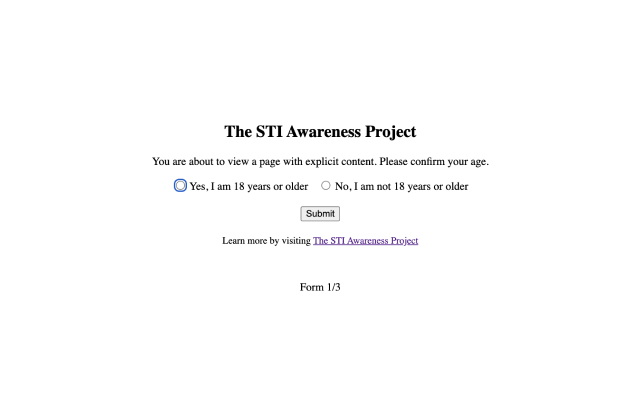 The STI Awareness Project
You are about to view a page with explicit content. Please confirm your age.
Yes, I am 18 years or older No, I am not 18 years or older
Submit
Learn more by visiting The STI Awareness Project
Form 1/3